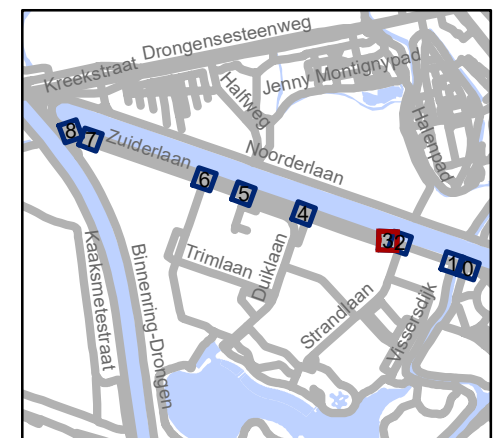 Drongensesteenweg
Kreekstraat
Halfweg
Jenny Montignypad
Halenpad
8
7
Zuiderlaan
Noorderlaan
6
5
4
3
2
1
0
Trimlaan
Duiklaan
Strandlaan
Vissersdijk
Kaaksmetestraat
Binnenring-Drongen